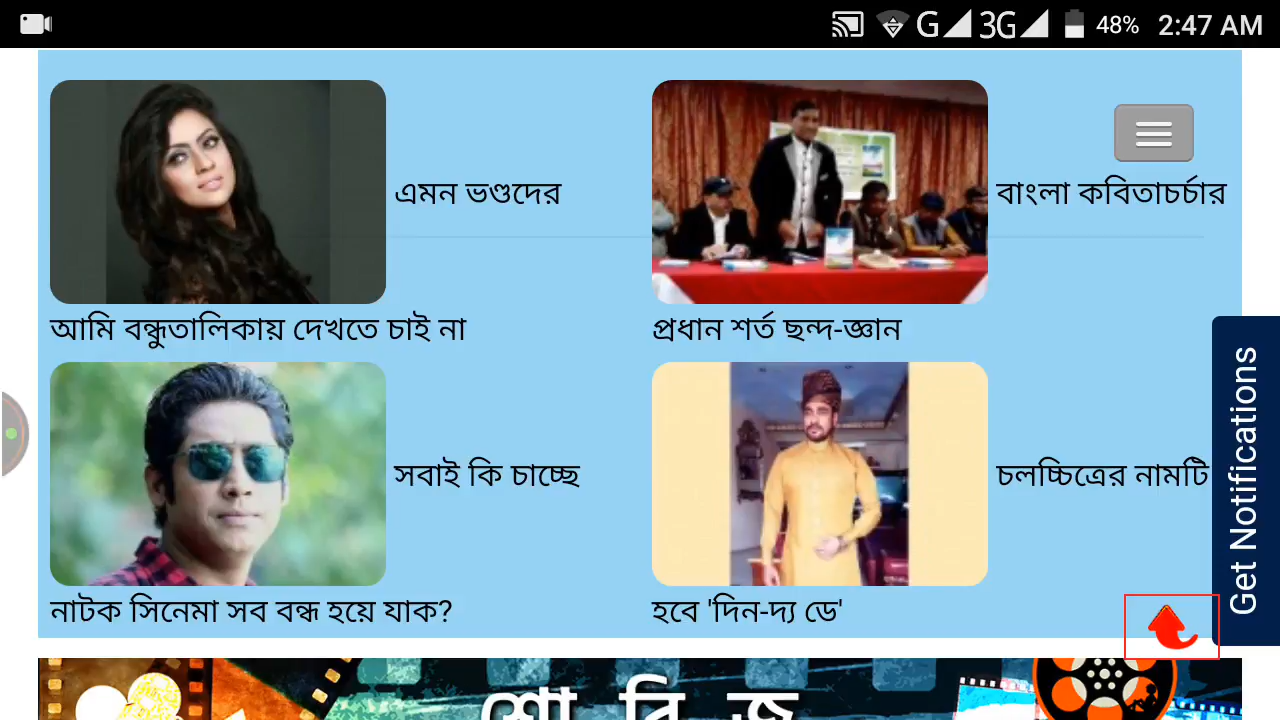 G 3G 48% 2:47 AM
এমন ভণ্ডদের
আমি বন্ধুতালিকায় দেখতে চাই না
বাংলা কবিতাচর্চার
প্রধান শর্ত ছন্দ-জ্ঞান
সবাই কি চাচ্ছে
নাটক সিনেমা সব বন্ধ হয়ে যাক?
চলচ্চিত্রের নামটি
হবে 'দিন-দ্য ডে'
Get Notifications
শো বি জ